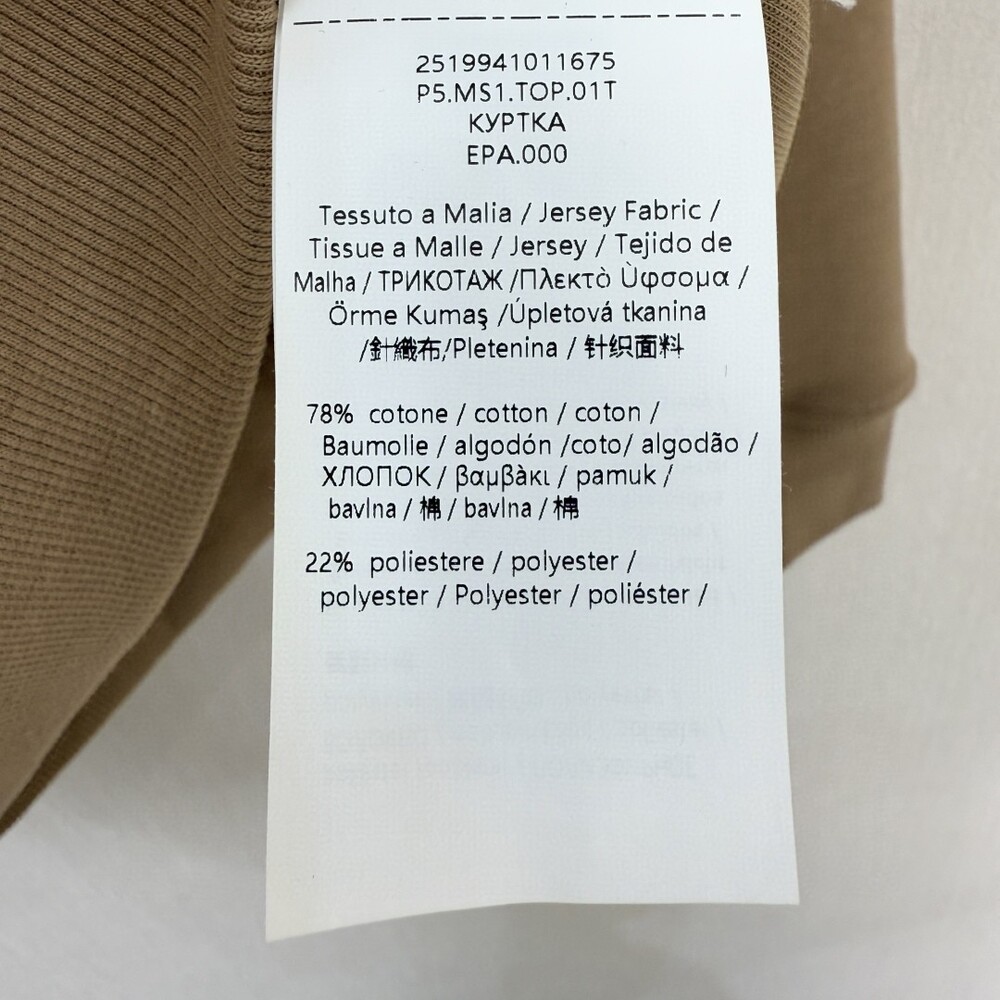 2519941011675
P5.MS1.TOP.01T
КУРТКА
EPA.000
Tessuto a Malia / Jersey Fabric /
Tissue a Malle / Jersey / Tejido de
Malha / ТРИКОТАЖ /Πλεκτὸ Ὺφσομα /
Örme Kumaş /Úpletová tkanina
/針織布/Pletenina / 针织面料
78% cotone / cotton / coton /
Baumolie / algodón /coto/ algodão /
ХЛОПОК / βαμβὰκι / pamuk /
bavlna / 棉 / bavlna / 棉
22% poliestere / polyester /
polyester / Polyester / poliéster /